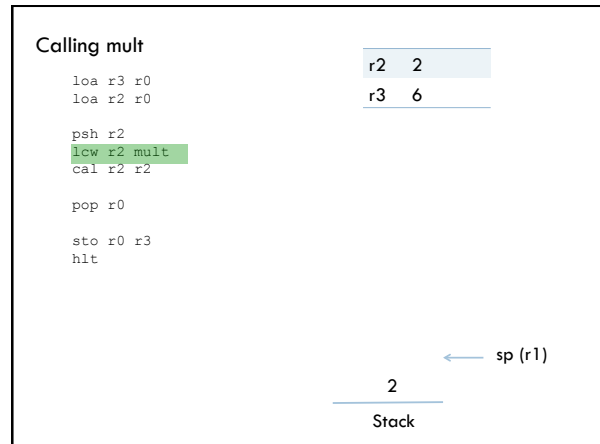 Calling mult
loa r3 r0
loa r2 r0
psh r2
lcw r2 mult
cal r2 r2
pop r0
sto r0 r3
hlt
r2 2
r3 6
sp (r1)
2
Stack